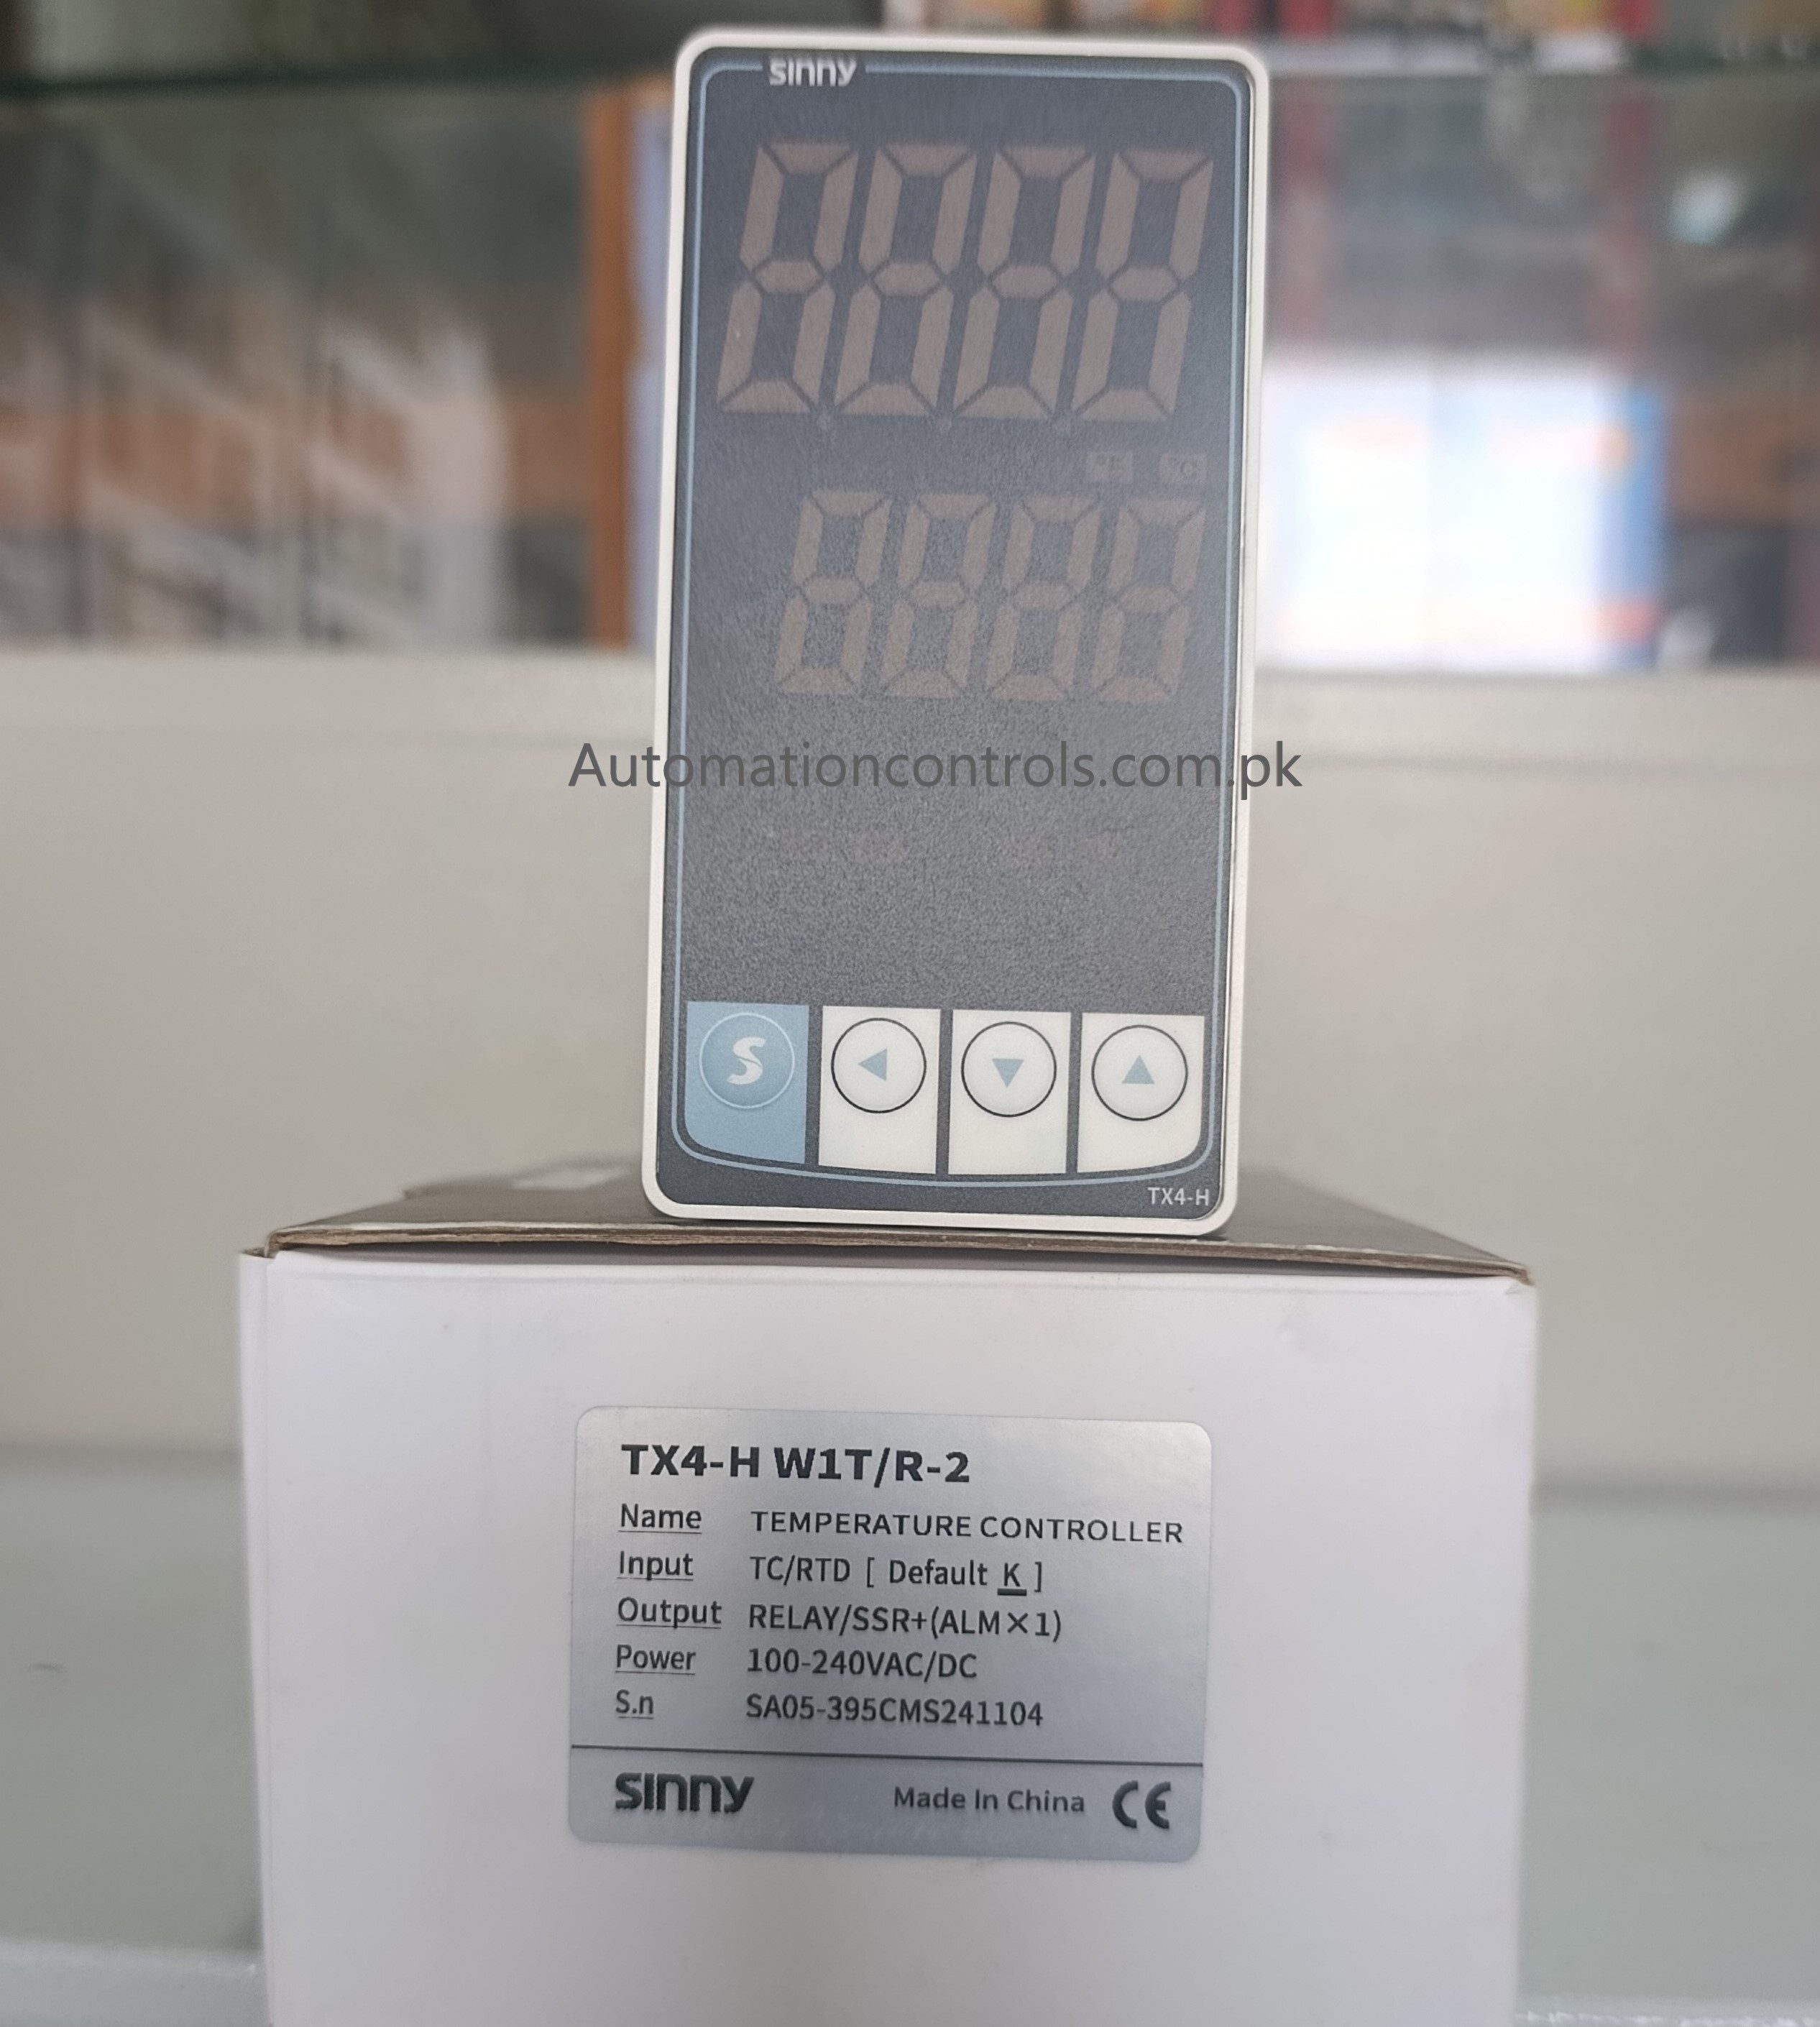 sinny
°F °C
Automationcontrols.com.pk
S
TX4-H
TX4-H W1T/R-2
Name TEMPERATURE CONTROLLER
Input TC/RTD [ Default K ]
Output RELAY/SSR+(ALM×1)
Power 100-240VAC/DC
S.n SA05-395CMS241104
sinny Made In China CE